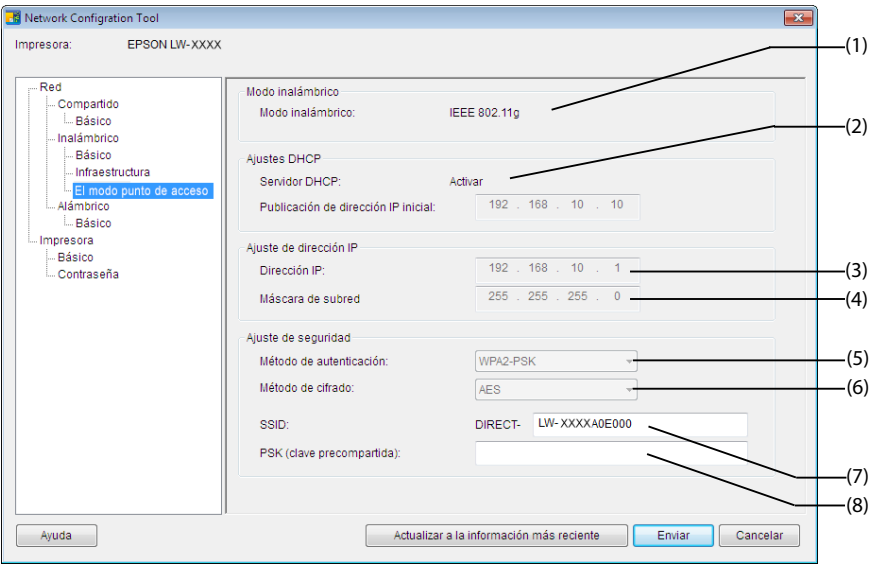 Network Configration Tool
Impresora: EPSON LW-XXXX
(1)
Red
Compartido
Básico
Inalámbrico
Básico
Infraestructura
El modo punto de acceso
Alámbrico
Básico
Impresora
Básico
Contraseña
Modo inalámbrico
Modo inalámbrico: IEEE 802.11g
(2)
Ajustes DHCP
Servidor DHCP: Activar
Publicación de dirección IP inicial: 192 . 168 . 10 . 10
Ajuste de dirección IP
Dirección IP: 192 . 168 . 10 . 1 (3)
Máscara de subred 255 . 255 . 255 . 0 (4)
Ajuste de seguridad
Método de autenticación: WPA2-PSK (5)
Método de cifrado: AES (6)
SSID: DIRECT- LW-XXXXA0E000
PSK (clave precompartida):
(7)
(8)
Ayuda Actualizar a la información más reciente Enviar Cancelar